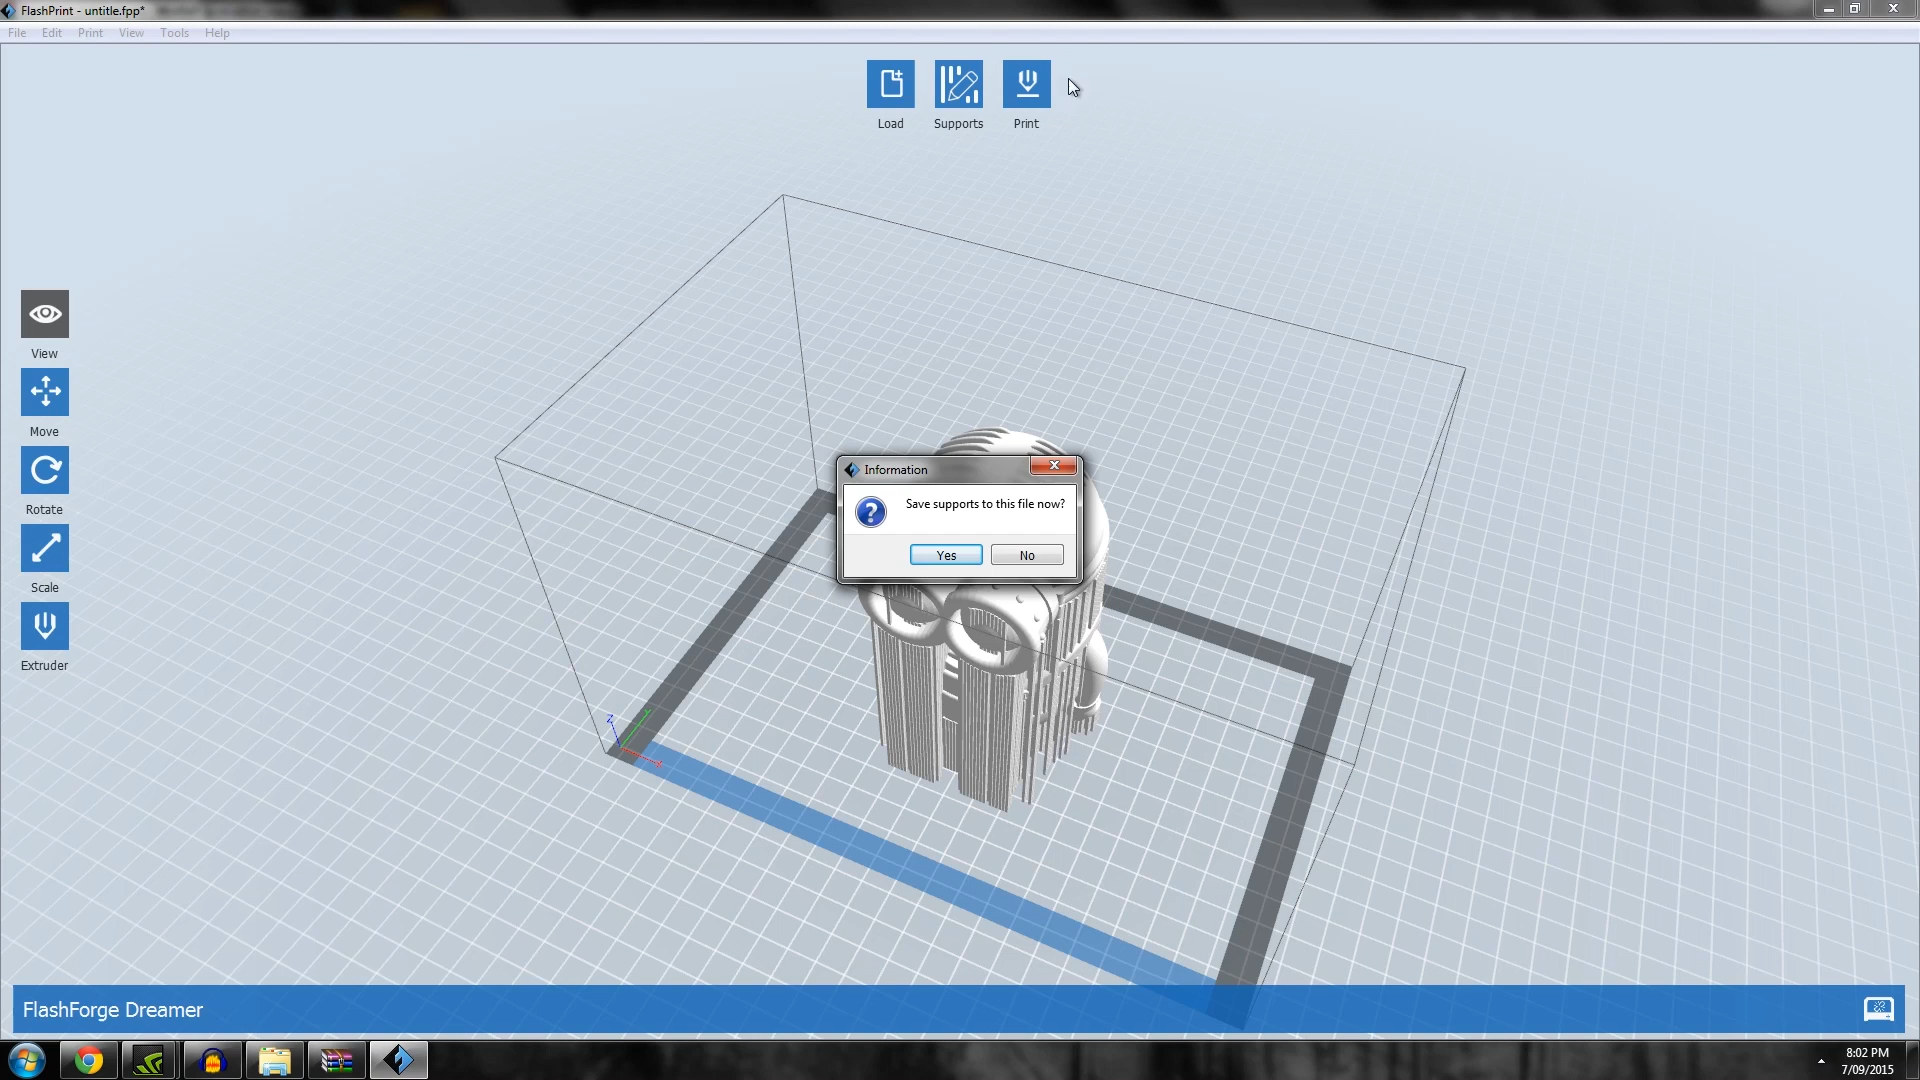 FlashPrint - untitle.fpp*
File Edit Print View Tools Help
Load Supports Print
View
Move
Rotate
Scale
Extruder
Information
Save supports to this file now?
Yes No
Z
Y
X
FlashForge Dreamer
8:02 PM
7/09/2015